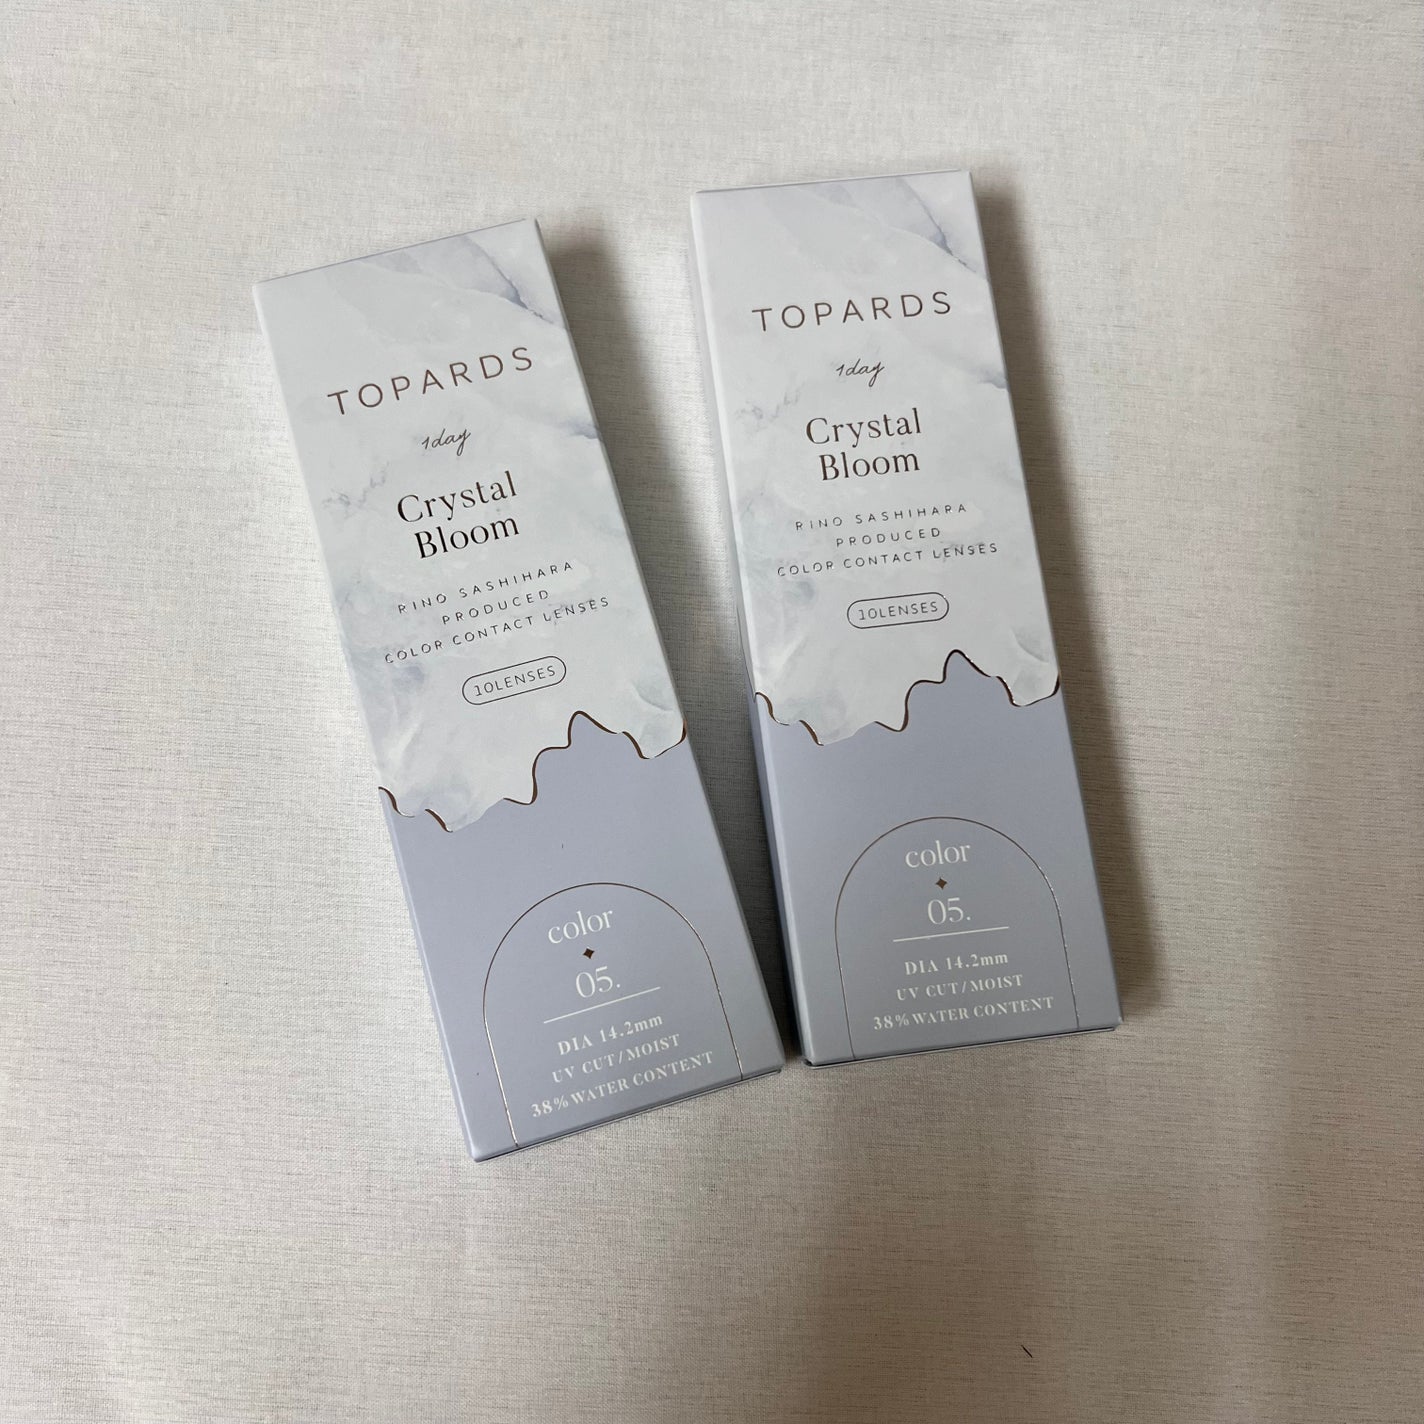 TOPARDS
1day
Crystal
Bloom
RINO SASHIHARA
PRODUCED
COLOR CONTACT LENSES
10LENSES
color
05.
DIA 14.2mm
UV CUT/MOIST
38% WATER CONTENT
TOPARDS
1day
Crystal
Bloom
RINO SASHIHARA
PRODUCED
COLOR CONTACT LENSES
10LENSES
color
05.
DIA 14.2mm
UV CUT/MOIST
38% WATER CONTENT